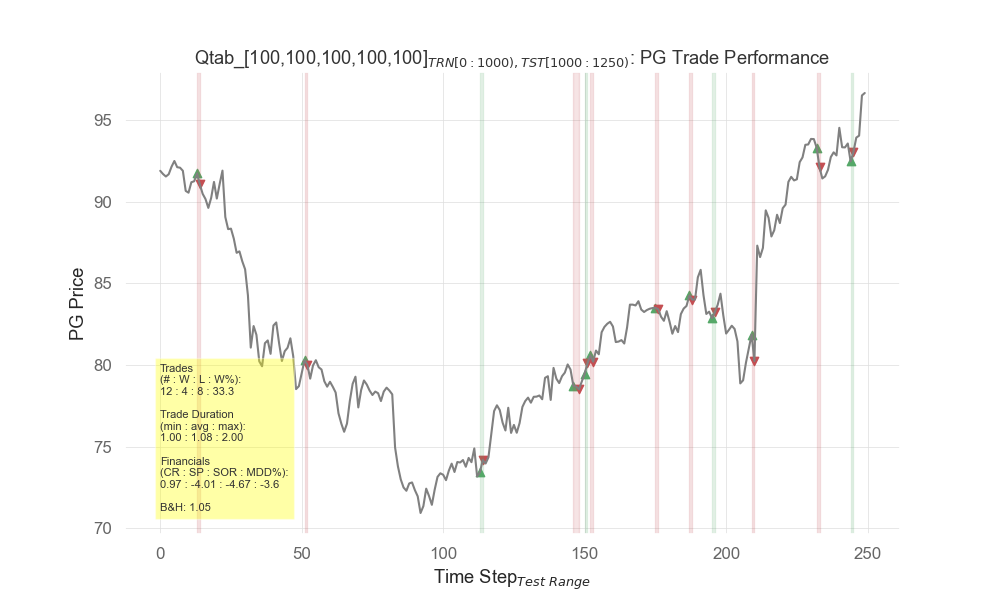 Qtab_[100,100,100,100,100]TRN[0:1000),TST[1000:1250): PG Trade Performance
PG Price
95
90
85
80
75
70
Trades
(# : W : L : W%):
12 : 4 : 8 : 33.3
Trade Duration
(min : avg : max):
1.00 : 1.08 : 2.00
Financials
(CR : SP : SOR : MDD%):
0.97 : -4.01 : -4.67 : -3.6
B&H: 1.05
0 50 100 150 200 250
Time StepTest Range